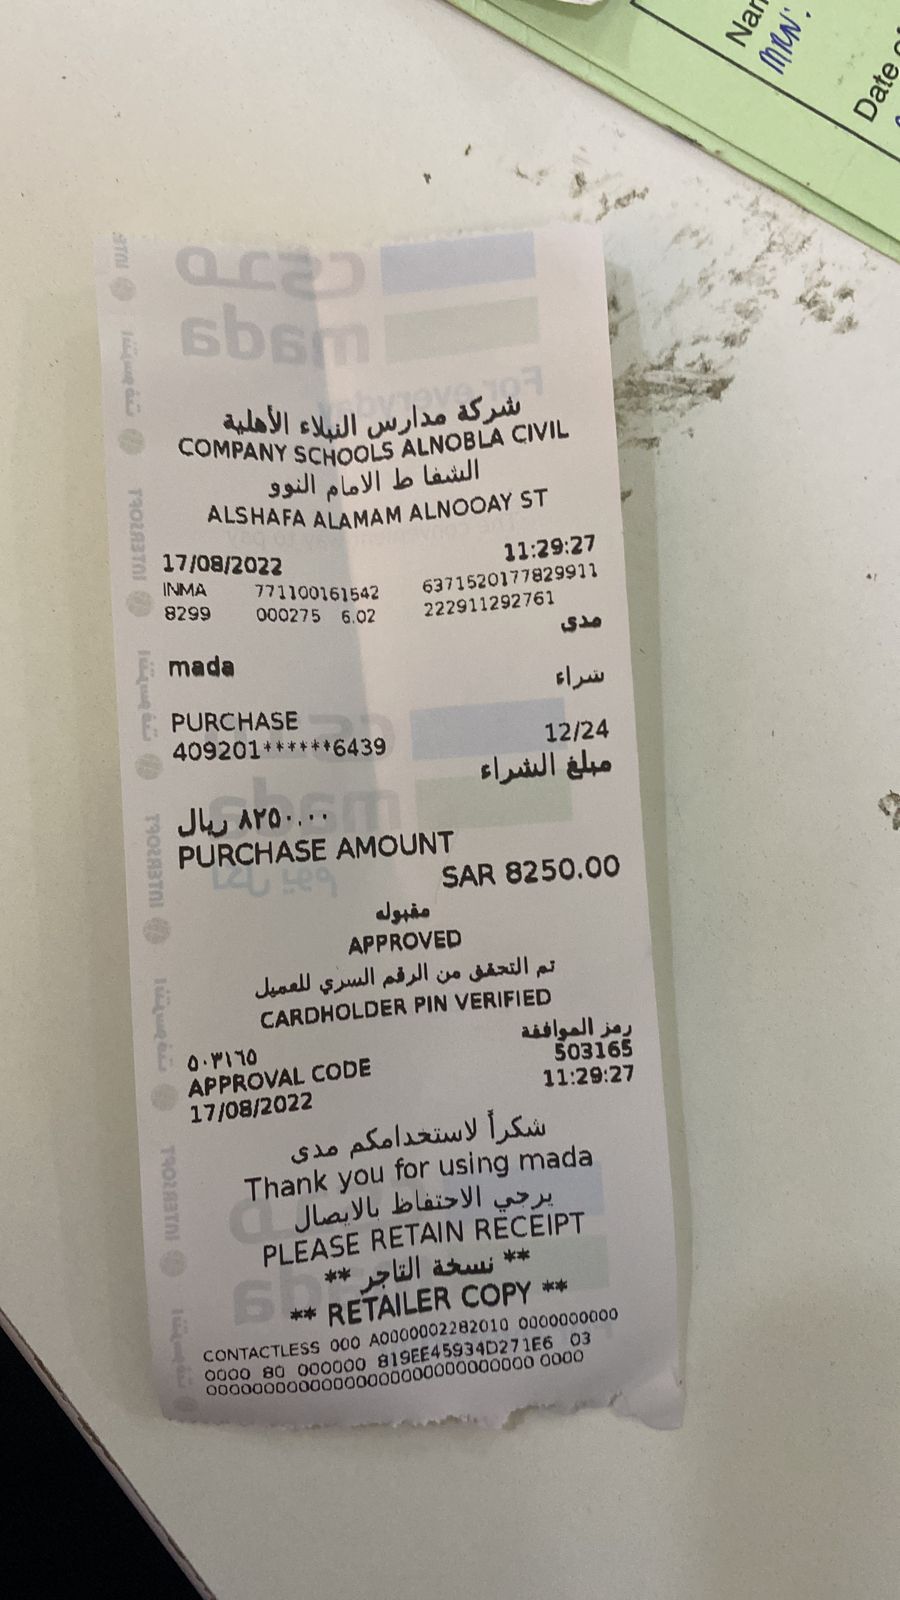 Nam
MRN:
Date of
شركة مدارس النبلاء الأهلية
COMPANY SCHOOLS ALNOBLA CIVIL
الشفا ط الامام النوو
ALSHAFA ALAMAM ALNOOAY ST
17/08/2022 11:29:27
INMA 771100161542 6371520177829911
8299 000275 6.02 222911292761
مدى
mada
شراء
PURCHASE
409201******6439 12/24
مبلغ الشراء
٨٢٥٠.٠٠ ريال
PURCHASE AMOUNT
SAR 8250.00
مقبوله
APPROVED
تم التحقق من الرقم السري للعميل
CARDHOLDER PIN VERIFIED
رمز الموافقة
٥٠٣١٦٥ 503165
APPROVAL CODE
17/08/2022 11:29:27
شكراً لاستخدامكم مدى
Thank you for using mada
يرجي الاحتفاظ بالايصال
PLEASE RETAIN RECEIPT
** نسخة التاجر **
** RETAILER COPY **
CONTACTLESS 000 A0000002282010 0000000000
0000 80 000000 819EE45934D271E6 03